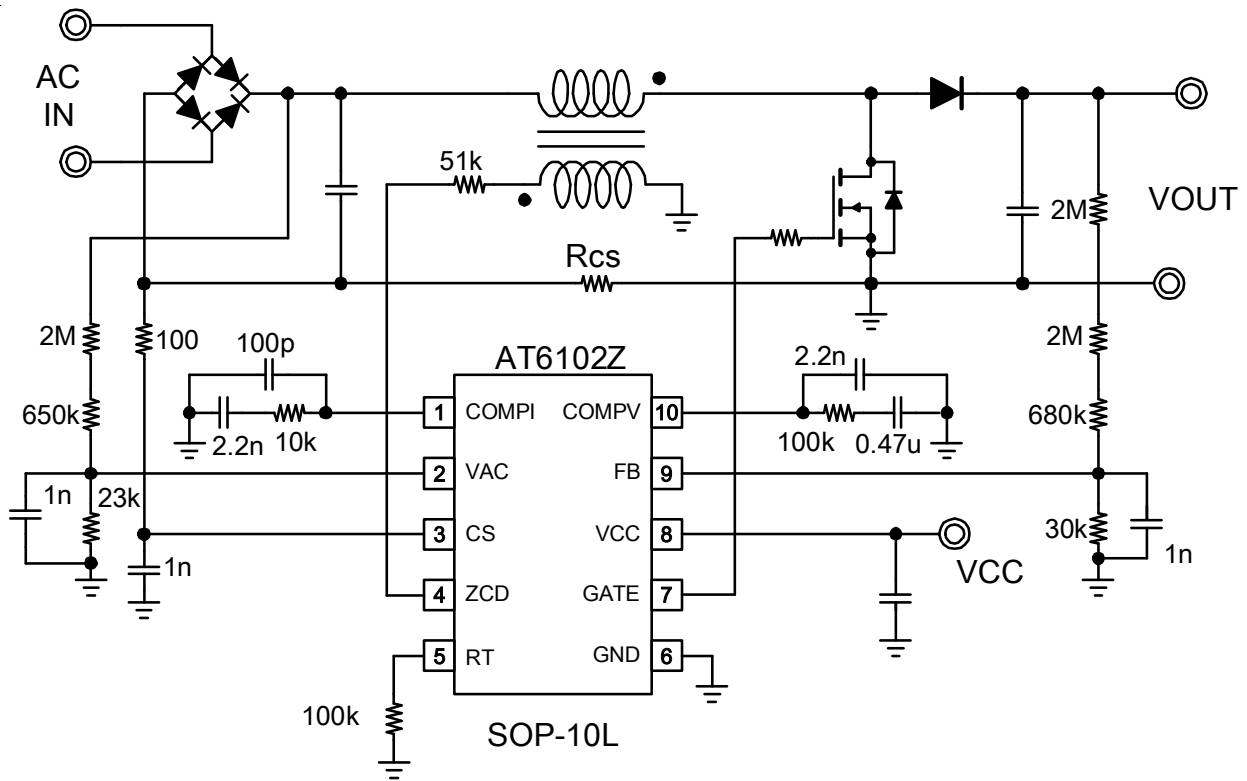 AC
IN
51k
Rcs
2M
VOUT
2M
100
100p
2.2n
2M
650k
2.2n
10k
100k
0.47u
680k
AT6102Z
1 COMPI
COMPV 10
2 VAC
FB 9
3 CS
VCC 8
4 ZCD
GATE 7
5 RT
GND 6
1n
23k
1n
30k
1n
VCC
100k
SOP-10L